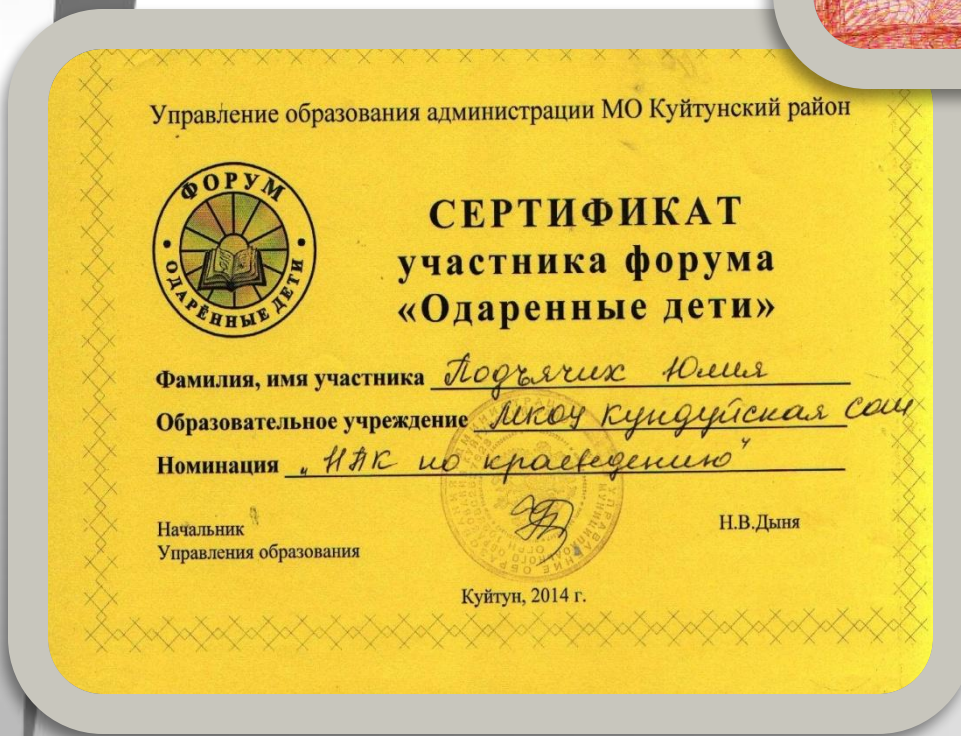 Управление образования администрации МО Куйтунский район
ФОРУМ
ОДАРЁННЫЕ ДЕТИ
СЕРТИФИКАТ
участника форума
«Одаренные дети»
Фамилия, имя участника Подъячих Юлия
Образовательное учреждение МКОУ Кундуйская СОШ
Номинация „НПК по краеведению"
Начальник
Управления образования
Н.В.Дыня
Куйтун, 2014 г.